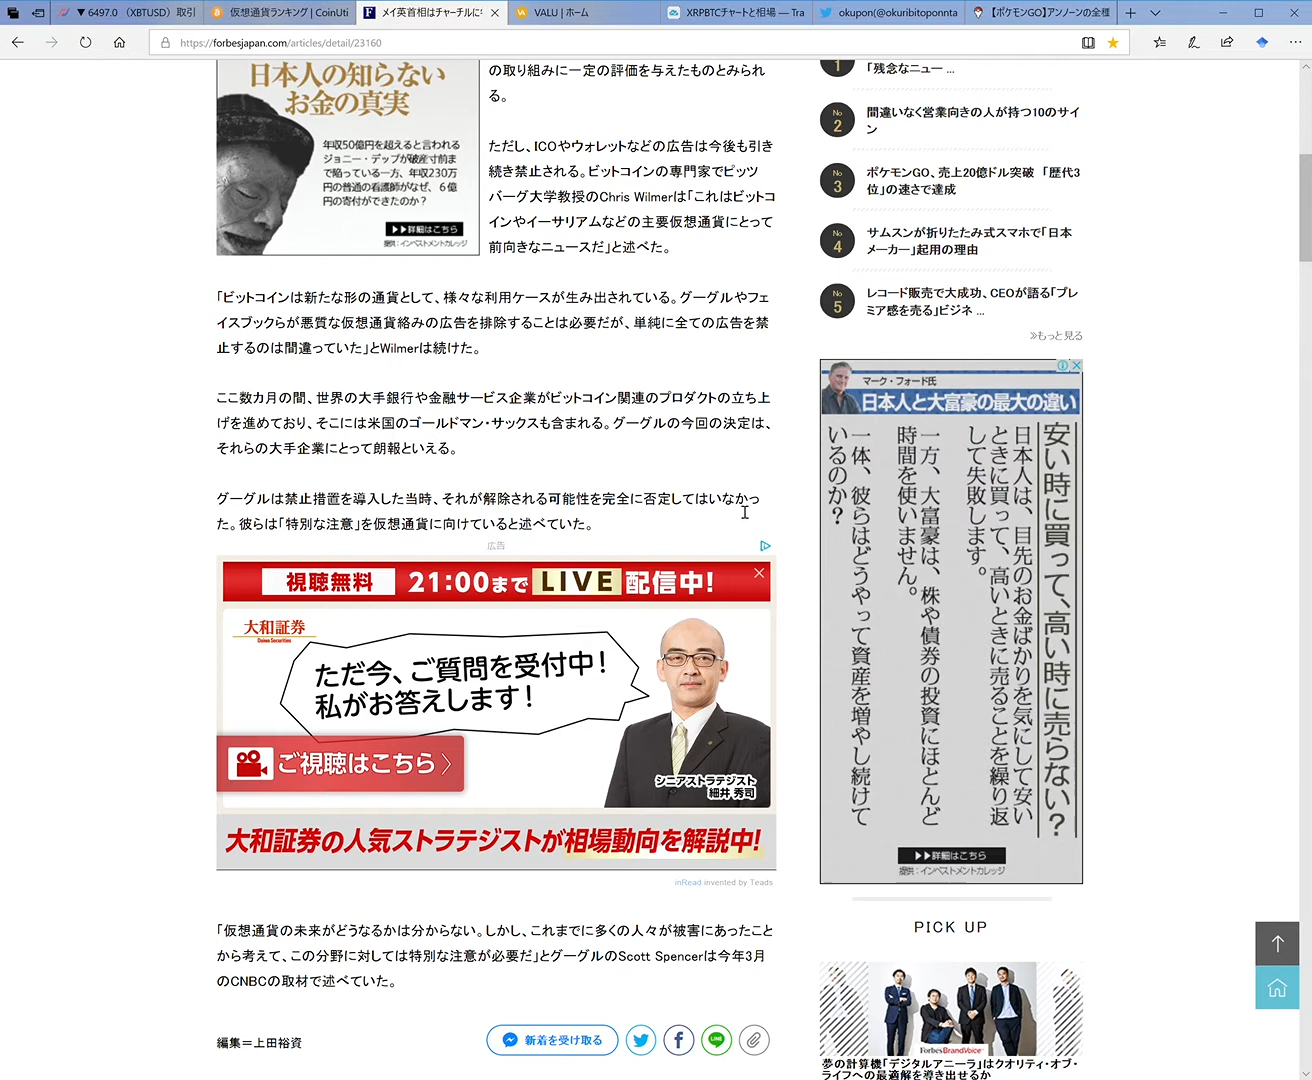 ▼ 6497.0 （XBTUSD）取引
仮想通貨ランキング | CoinUti
メイ英首相はチャーチルに
VALU | ホーム
XRPBTCチャートと相場 — Tra
okupon(@okuribitoponnta
【ポケモンGO】アンノーンの全種
https://forbesjapan.com/articles/detail/23160
日本人の知らない
お金の真実
年収50億円を超えると言われる
ジョニー・デップが破産寸前ま
で陥っている一方、年収230万
円の普通の看護師がなぜ、６億
円の寄付ができたのか？
▶▶詳細はこちら
提供：インベストメントカレッジ
の取り組みに一定の評価を与えたものとみられ
る。
ただし、ICOやウォレットなどの広告は今後も引き
続き禁止される。ビットコインの専門家でピッツ
バーグ大学教授のChris Wilmerは「これはビットコ
インやイーサリアムなどの主要仮想通貨にとって
前向きなニュースだ」と述べた。
「ビットコインは新たな形の通貨として、様々な利用ケースが生み出されている。グーグルやフェ
イスブックらが悪質な仮想通貨絡みの広告を排除することは必要だが、単純に全ての広告を禁
止するのは間違っていた」とWilmerは続けた。
ここ数カ月の間、世界の大手銀行や金融サービス企業がビットコイン関連のプロダクトの立ち上
げを進めており、そこには米国のゴールドマン・サックスも含まれる。グーグルの今回の決定は、
それらの大手企業にとって朗報といえる。
グーグルは禁止措置を導入した当時、それが解除される可能性を完全に否定してはいなかっ
た。彼らは「特別な注意」を仮想通貨に向けていると述べていた。
広告
視聴無料 21:00まで LIVE 配信中！
大和証券
Daiwa Securities
ただ今、ご質問を受付中！
私がお答えします！
ご視聴はこちら 〉
シニアストラテジスト
細井 秀司
大和証券の人気ストラテジストが相場動向を解説中！
inRead invented by Teads
「仮想通貨の未来がどうなるかは分からない。しかし、これまでに多くの人々が被害にあったこと
から考えて、この分野に対しては特別な注意が必要だ」とグーグルのScott Spencerは今年3月
のCNBCの取材で述べていた。
編集＝上田裕資
新着を受け取る
LINE
1
「残念なニュー ...
No 2
間違いなく営業向きの人が持つ10のサイ
ン
No 3
ポケモンGO、売上20億ドル突破 「歴代3
位」の速さで達成
No 4
サムスンが折りたたみ式スマホで「日本
メーカー」起用の理由
No 5
レコード販売で大成功、CEOが語る「プレ
ミア感を売る」ビジネ ...
≫もっと見る
マーク・フォード氏
日本人と大富豪の最大の違い
安い時に買って、高い時に売らない？
日本人は、目先のお金ばかりを気にして安い
ときに買って、高いときに売ることを繰り返
して失敗します。
一方、大富豪は、株や債券の投資にほとんど
時間を使いません。
一体、彼らはどうやって資産を増やし続けて
いるのか？
▶▶詳細はこちら
提供：インベストメントカレッジ
PICK UP
Forbes BrandVoice
夢の計算機「デジタルアニーラ」はクオリティ・オブ・
ライフへの最適解を導き出せるか